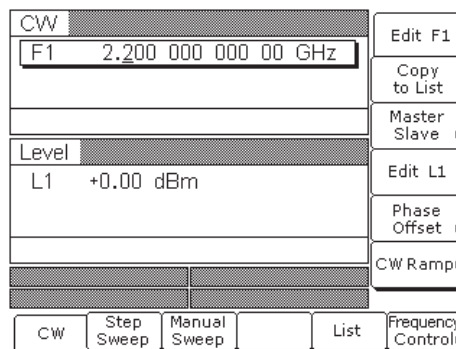 CW
F1 2.200 000 000 00 GHz
Level
L1 +0.00 dBm
Edit F1
Copy
to List
Master
Slave
Edit L1
Phase
Offset
CW Ramp
CW
Step
Sweep
Manual
Sweep
List
Frequency
Control